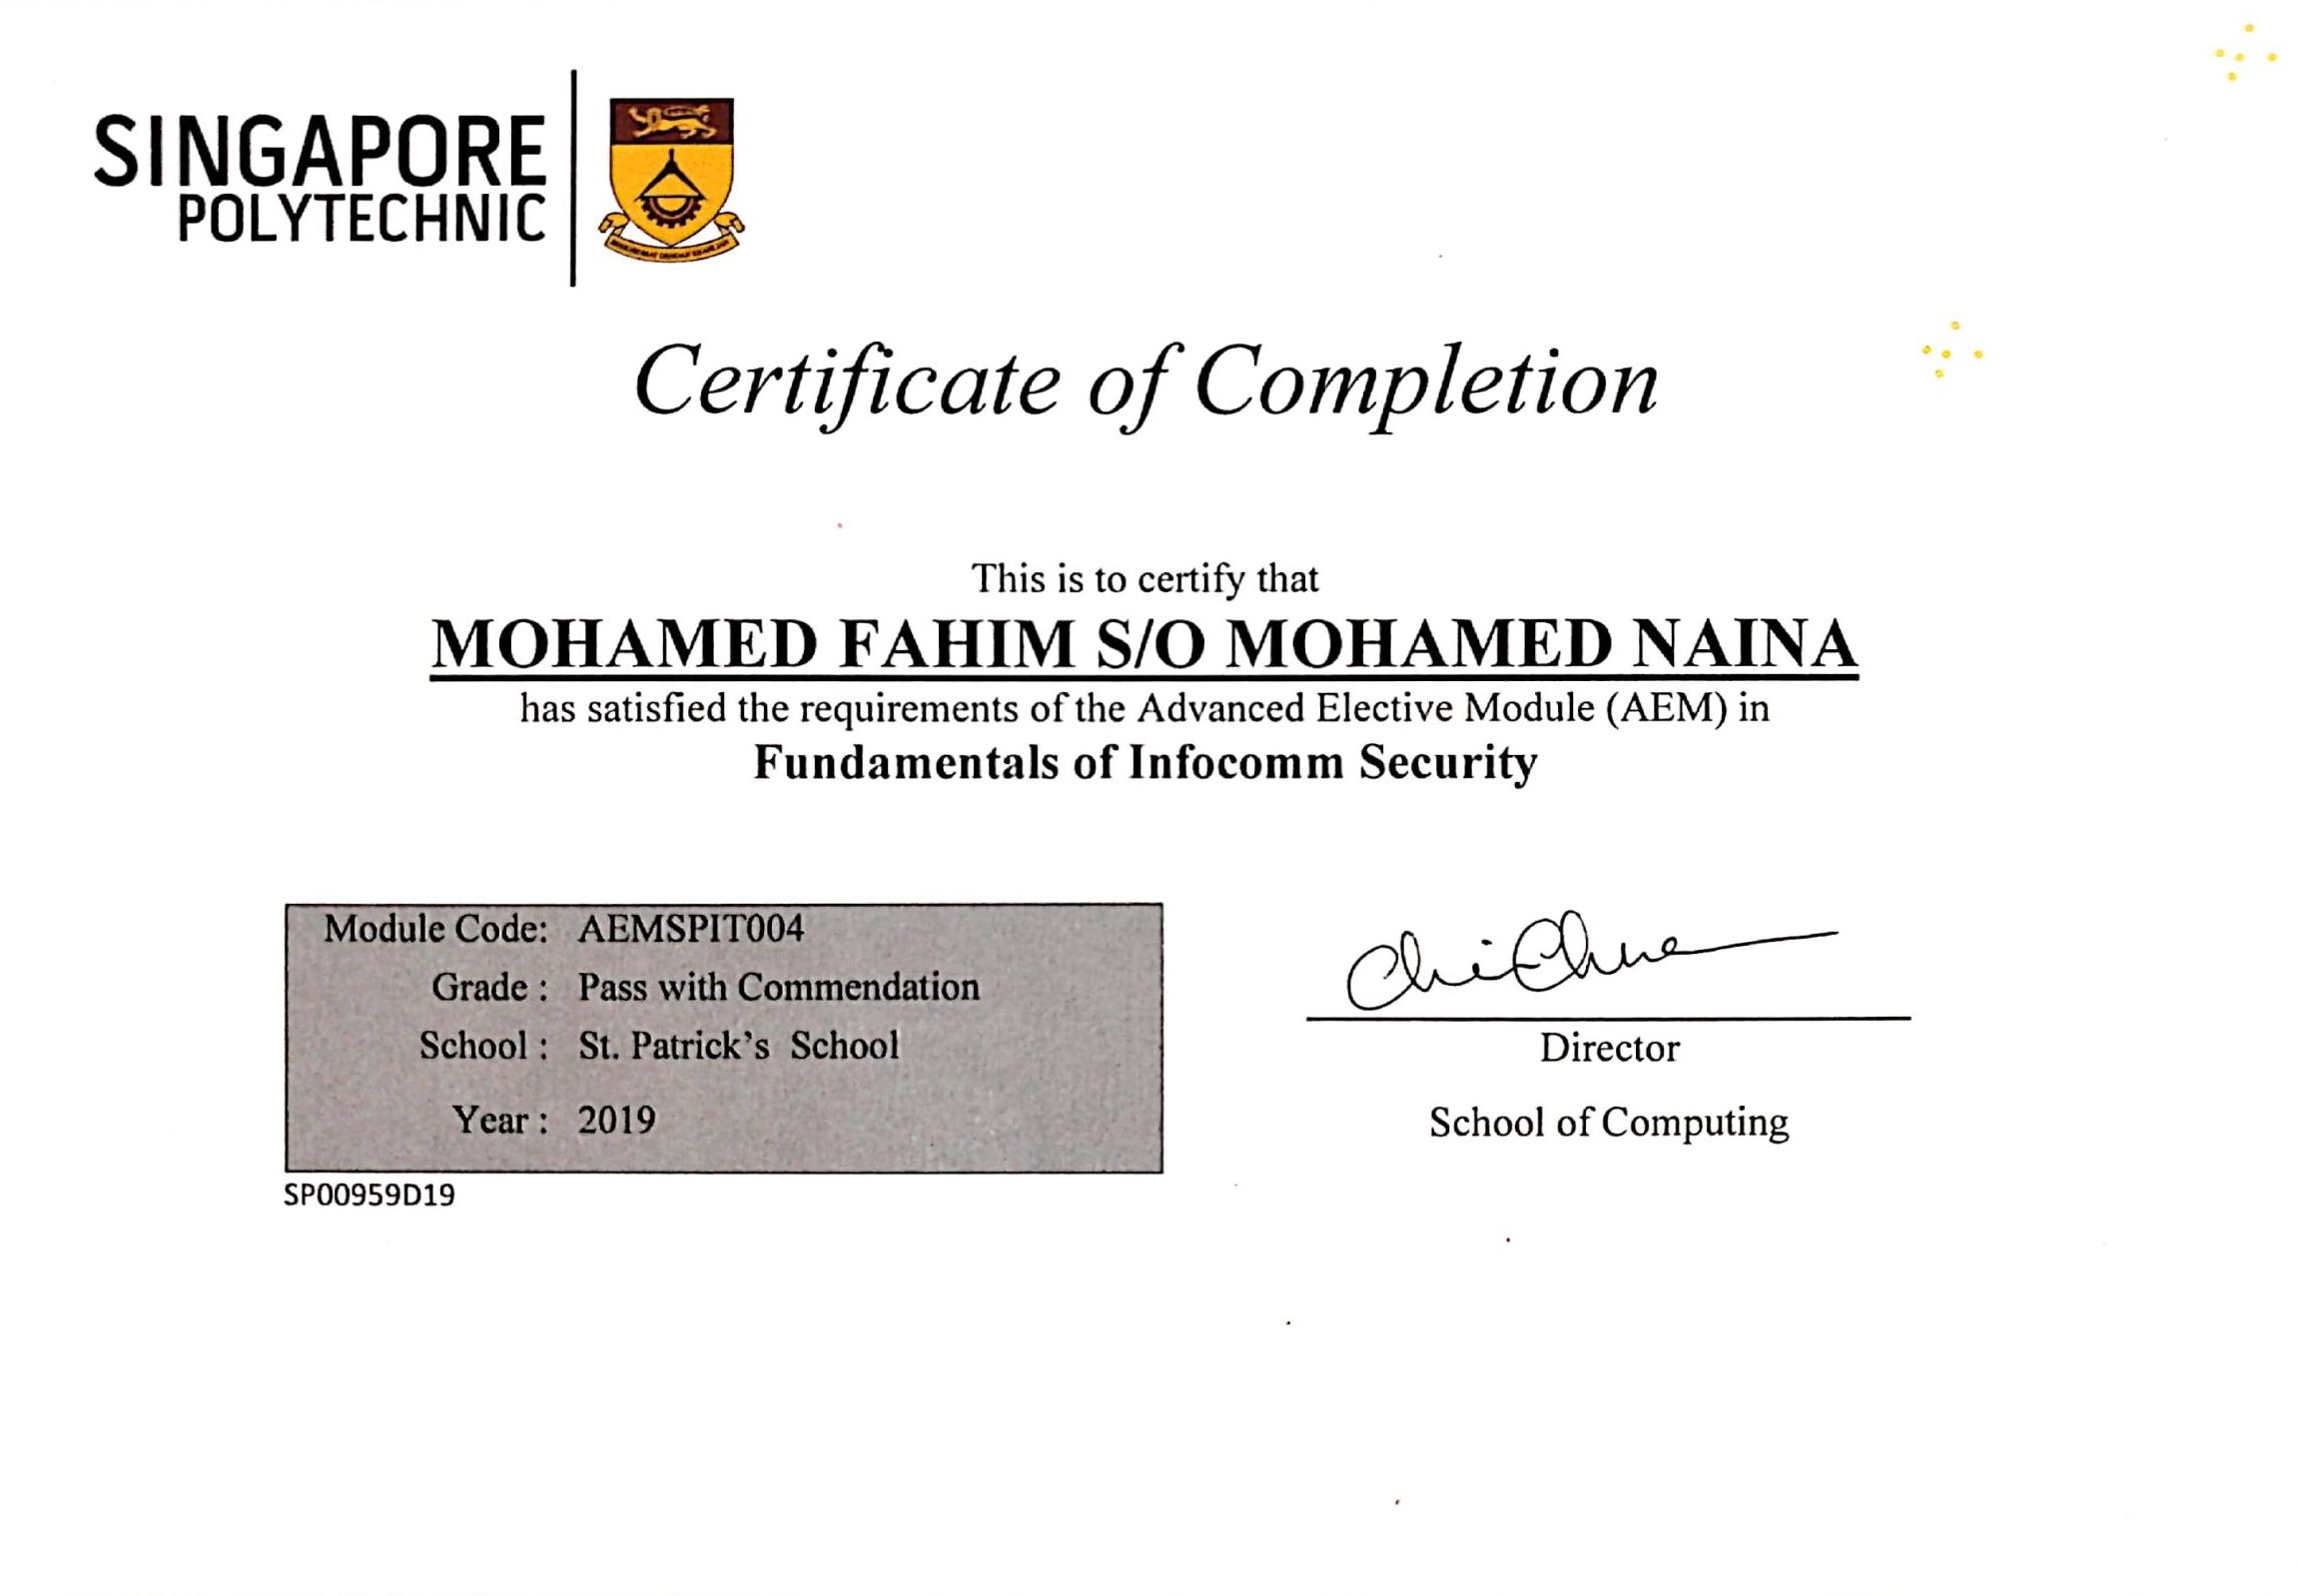 SINGAPORE
POLYTECHNIC
Certificate of Completion
This is to certify that
MOHAMED FAHIM S/O MOHAMED NAINA
has satisfied the requirements of the Advanced Elective Module (AEM) in
Fundamentals of Infocomm Security
Module Code: AEMSPIT004
Grade : Pass with Commendation
School : St. Patrick's  School
Year : 2019
SP00959D19
Director
School of Computing